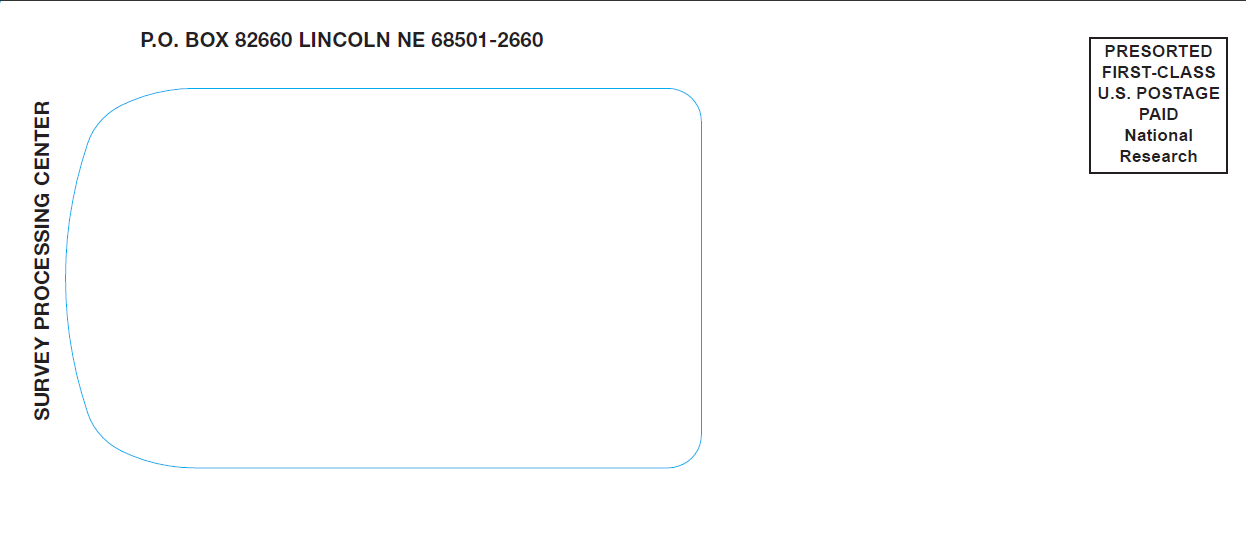 P.O. BOX 82660 LINCOLN NE 68501-2660
SURVEY PROCESSING CENTER
PRESORTED
FIRST-CLASS
U.S. POSTAGE
PAID
National
Research